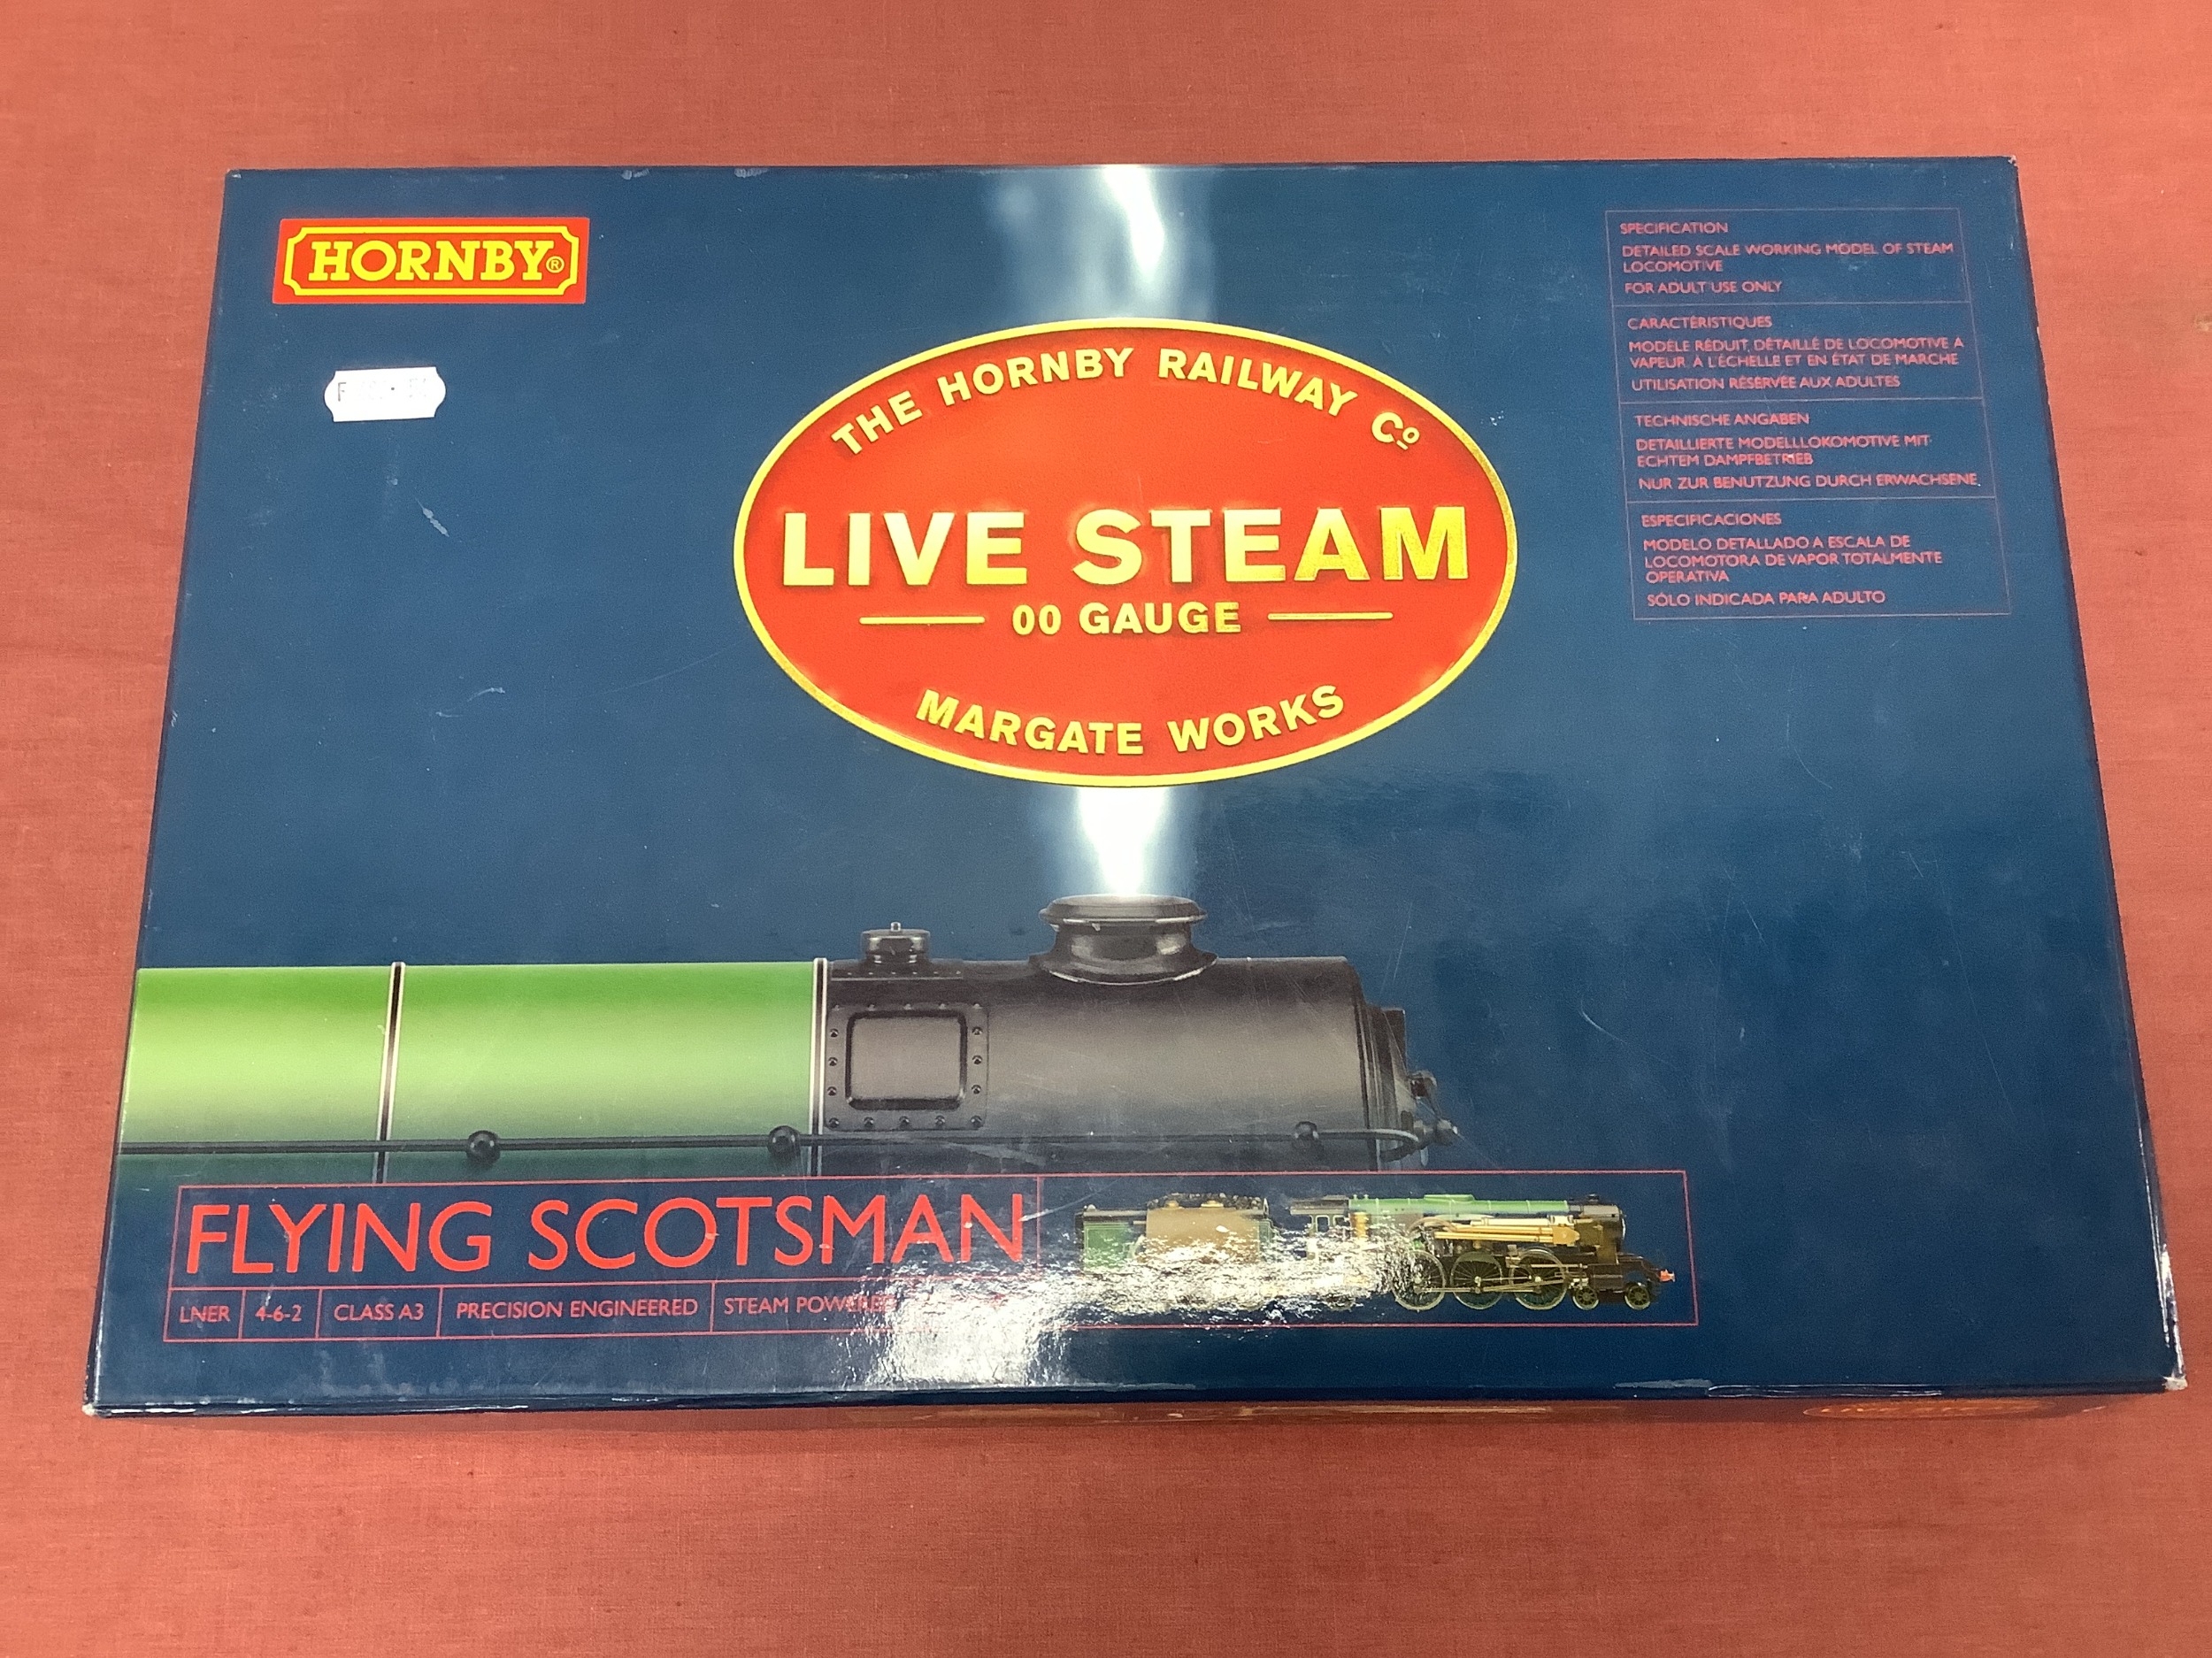 HORNBY®
THE HORNBY RAILWAY Cº
LIVE STEAM
00 GAUGE
MARGATE WORKS
SPECIFICATION
DETAILED SCALE WORKING MODEL OF STEAM
LOCOMOTIVE
FOR ADULT USE ONLY
CARACTÉRISTIQUES
MODÈLE RÉDUIT, DÉTAILLÉ DE LOCOMOTIVE A
VAPEUR, À L'ÉCHELLE ET EN ÉTAT DE MARCHE
UTILISATION RÉSERVÉE AUX ADULTES
TECHNISCHE ANGABEN
DETAILLIERTE MODELLLOKOMOTIVE MIT
ECHTEM DAMPFBETRIEB
NUR ZUR BENUTZUNG DURCH ERWACHSENE.
ESPECIFICACIONES
MODELO DETALLADO A ESCALA DE
LOCOMOTORA DE VAPOR TOTALMENTE
OPERATIVA
SÓLO INDICADA PARA ADULTO
FLYING SCOTSMAN
LNER 4-6-2 CLASS A3 PRECISION ENGINEERED STEAM POWERED